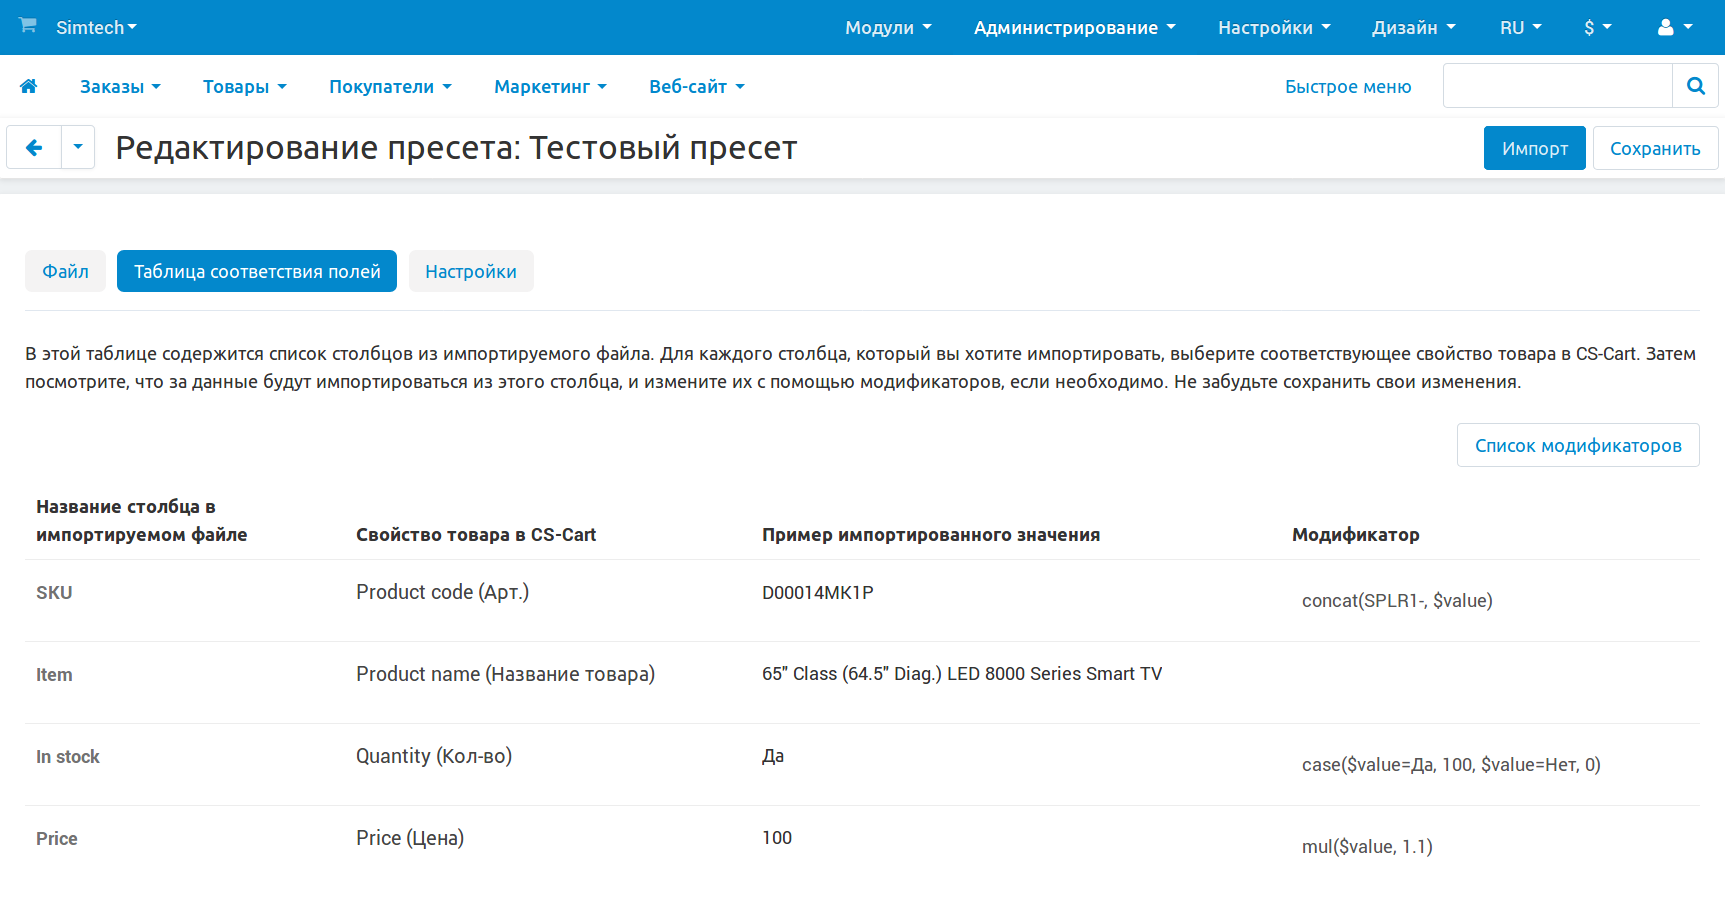 Simtech
Модули
Администрирование
Настройки
Дизайн
RU
$
Заказы
Товары
Покупатели
Маркетинг
Веб-сайт
Быстрое меню
Редактирование пресета: Тестовый пресет
Импорт
Сохранить
Файл
Таблица соответствия полей
Настройки
В этой таблице содержится список столбцов из импортируемого файла. Для каждого столбца, который вы хотите импортировать, выберите соответствующее свойство товара в CS-Cart. Затем
посмотрите, что за данные будут импортироваться из этого столбца, и измените их с помощью модификаторов, если необходимо. Не забудьте сохранить свои изменения.
Список модификаторов
Название столбца в
импортируемом файле
Свойство товара в CS-Cart
Пример импортированного значения
Модификатор
SKU
Product code (Арт.)
D00014MK1P
concat(SPLR1-, $value)
Item
Product name (Название товара)
65" Class (64.5" Diag.) LED 8000 Series Smart TV
In stock
Quantity (Кол-во)
Да
case($value=Да, 100, $value=Нет, 0)
Price
Price (Цена)
100
mul($value, 1.1)